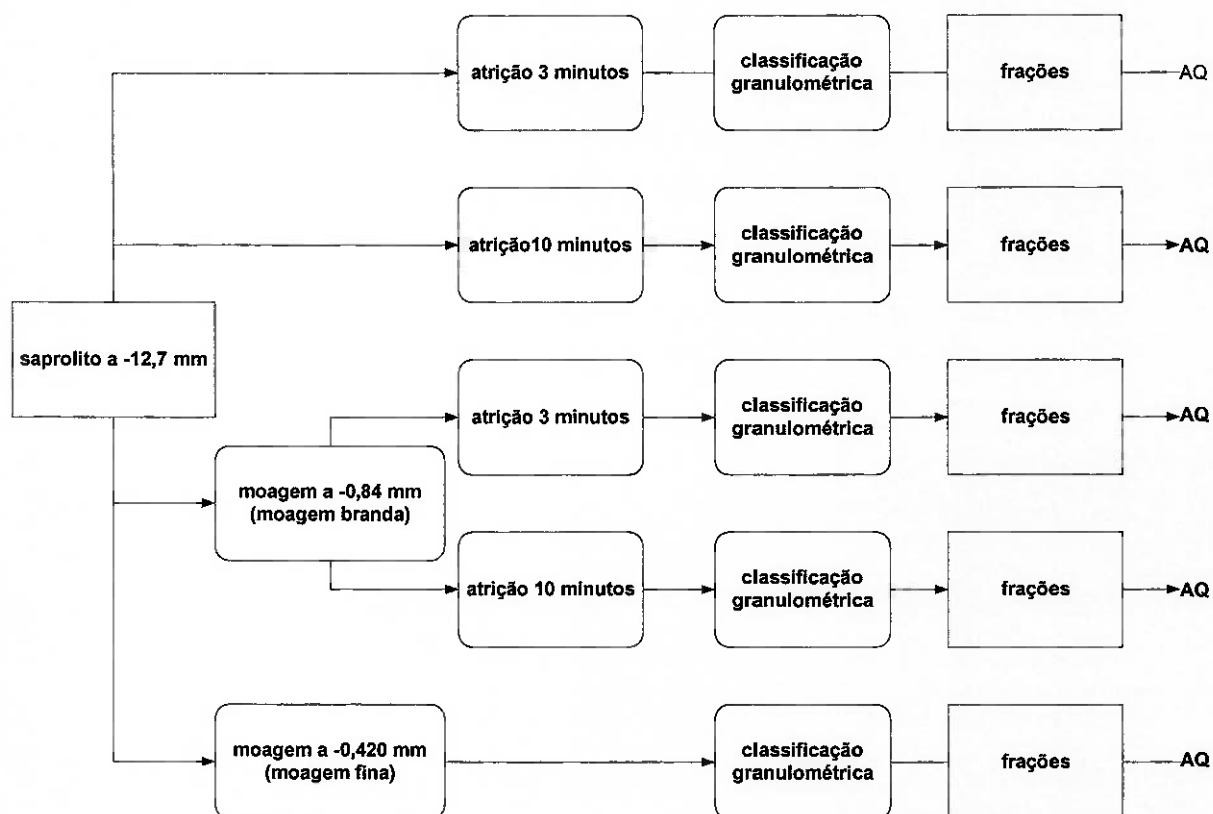 atrição 3 minutos
classificação
granulométrica
frações
AQ
atrição10 minutos
classificação
granulométrica
frações
AQ
saprolito a -12,7 mm
atrição 3 minutos
classificação
granulométrica
frações
AQ
moagem a -0,84 mm
(moagem branda)
atrição 10 minutos
classificação
granulométrica
frações
AQ
moagem a -0,420 mm
(moagem fina)
classificação
granulométrica
frações
AQ